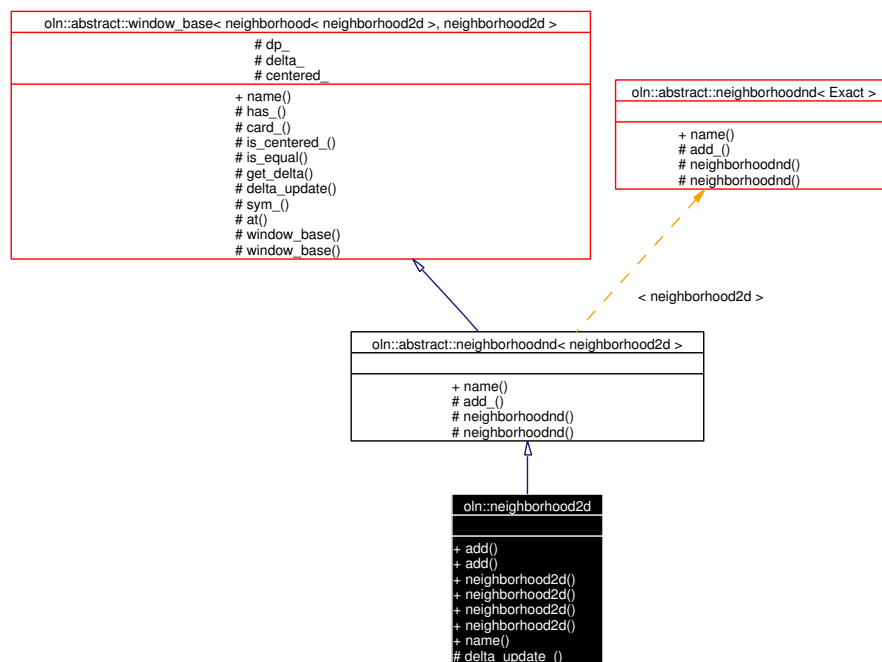 oln::abstract::window_base< neighborhood< neighborhood2d >, neighborhood2d >
# dp_
# delta_
# centered_
+ name()
# has_()
# card_()
# is_centered_()
# is_equal()
# get_delta()
# delta_update()
# sym_()
# at()
# window_base()
# window_base()
oln::abstract::neighborhoodnd< Exact >
+ name()
# add_()
# neighborhoodnd()
# neighborhoodnd()
< neighborhood2d >
oln::abstract::neighborhoodnd< neighborhood2d >
+ name()
# add_()
# neighborhoodnd()
# neighborhoodnd()
oln::neighborhood2d
+ add()
+ add()
+ neighborhood2d()
+ neighborhood2d()
+ neighborhood2d()
+ neighborhood2d()
+ name()
# delta_update_()